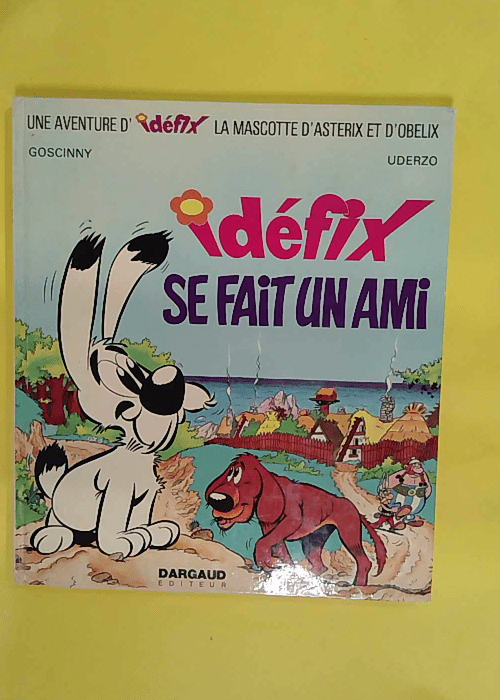 UNE AVENTURE D' idéfix LA MASCOTTE D'ASTERIX ET D'OBELIX
GOSCINNY UDERZO
idéfix
SE FAIT UN AMI
DARGAUD
EDITEUR